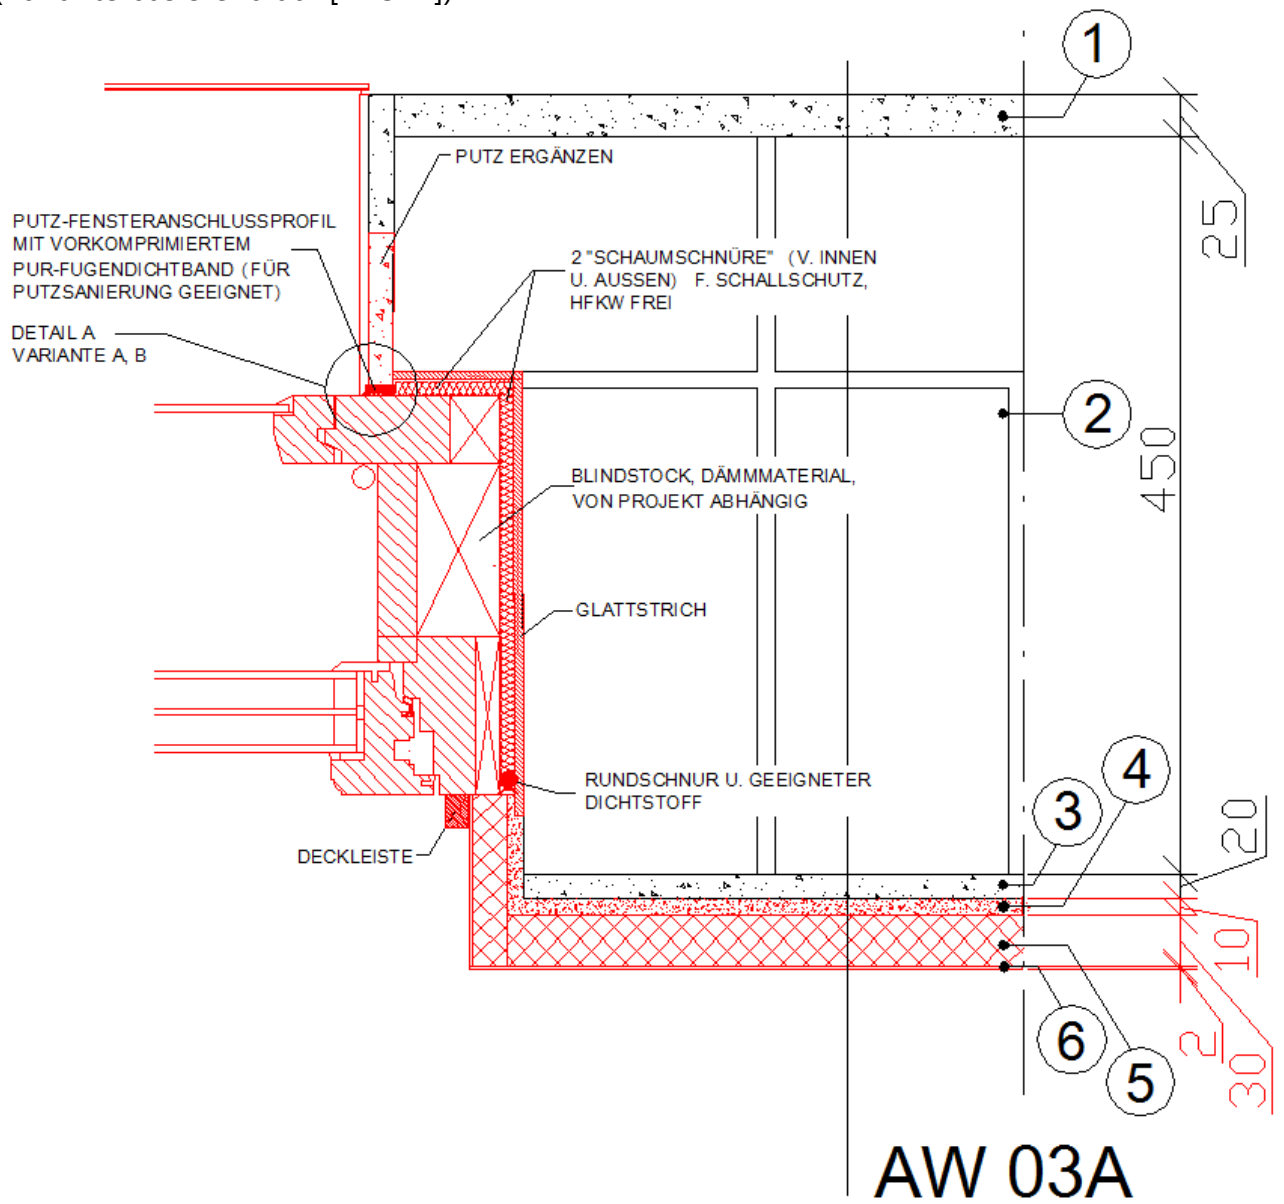 1
PUTZ ERGÄNZEN
PUTZ-FENSTERANSCHLUSSPROFIL
MIT VORKOMPRIMIERTEM
PUR-FUGENDICHTBAND (FÜR
PUTZSANIERUNG GEEIGNET)
25
2 "SCHAUMSCHNÜRE" (V. INNEN
U. AUSSEN) F. SCHALLSCHUTZ,
HFKW FREI
DETAIL A
VARIANTE A, B
2
450
BLINDSTOCK, DÄMMMATERIAL,
VON PROJEKT ABHÄNGIG
GLATTSTRICH
RUNDSCHNUR U. GEEIGNETER
DICHTSTOFF
4
3
20
DECKLEISTE
10
6
2
5
30
AW 03A